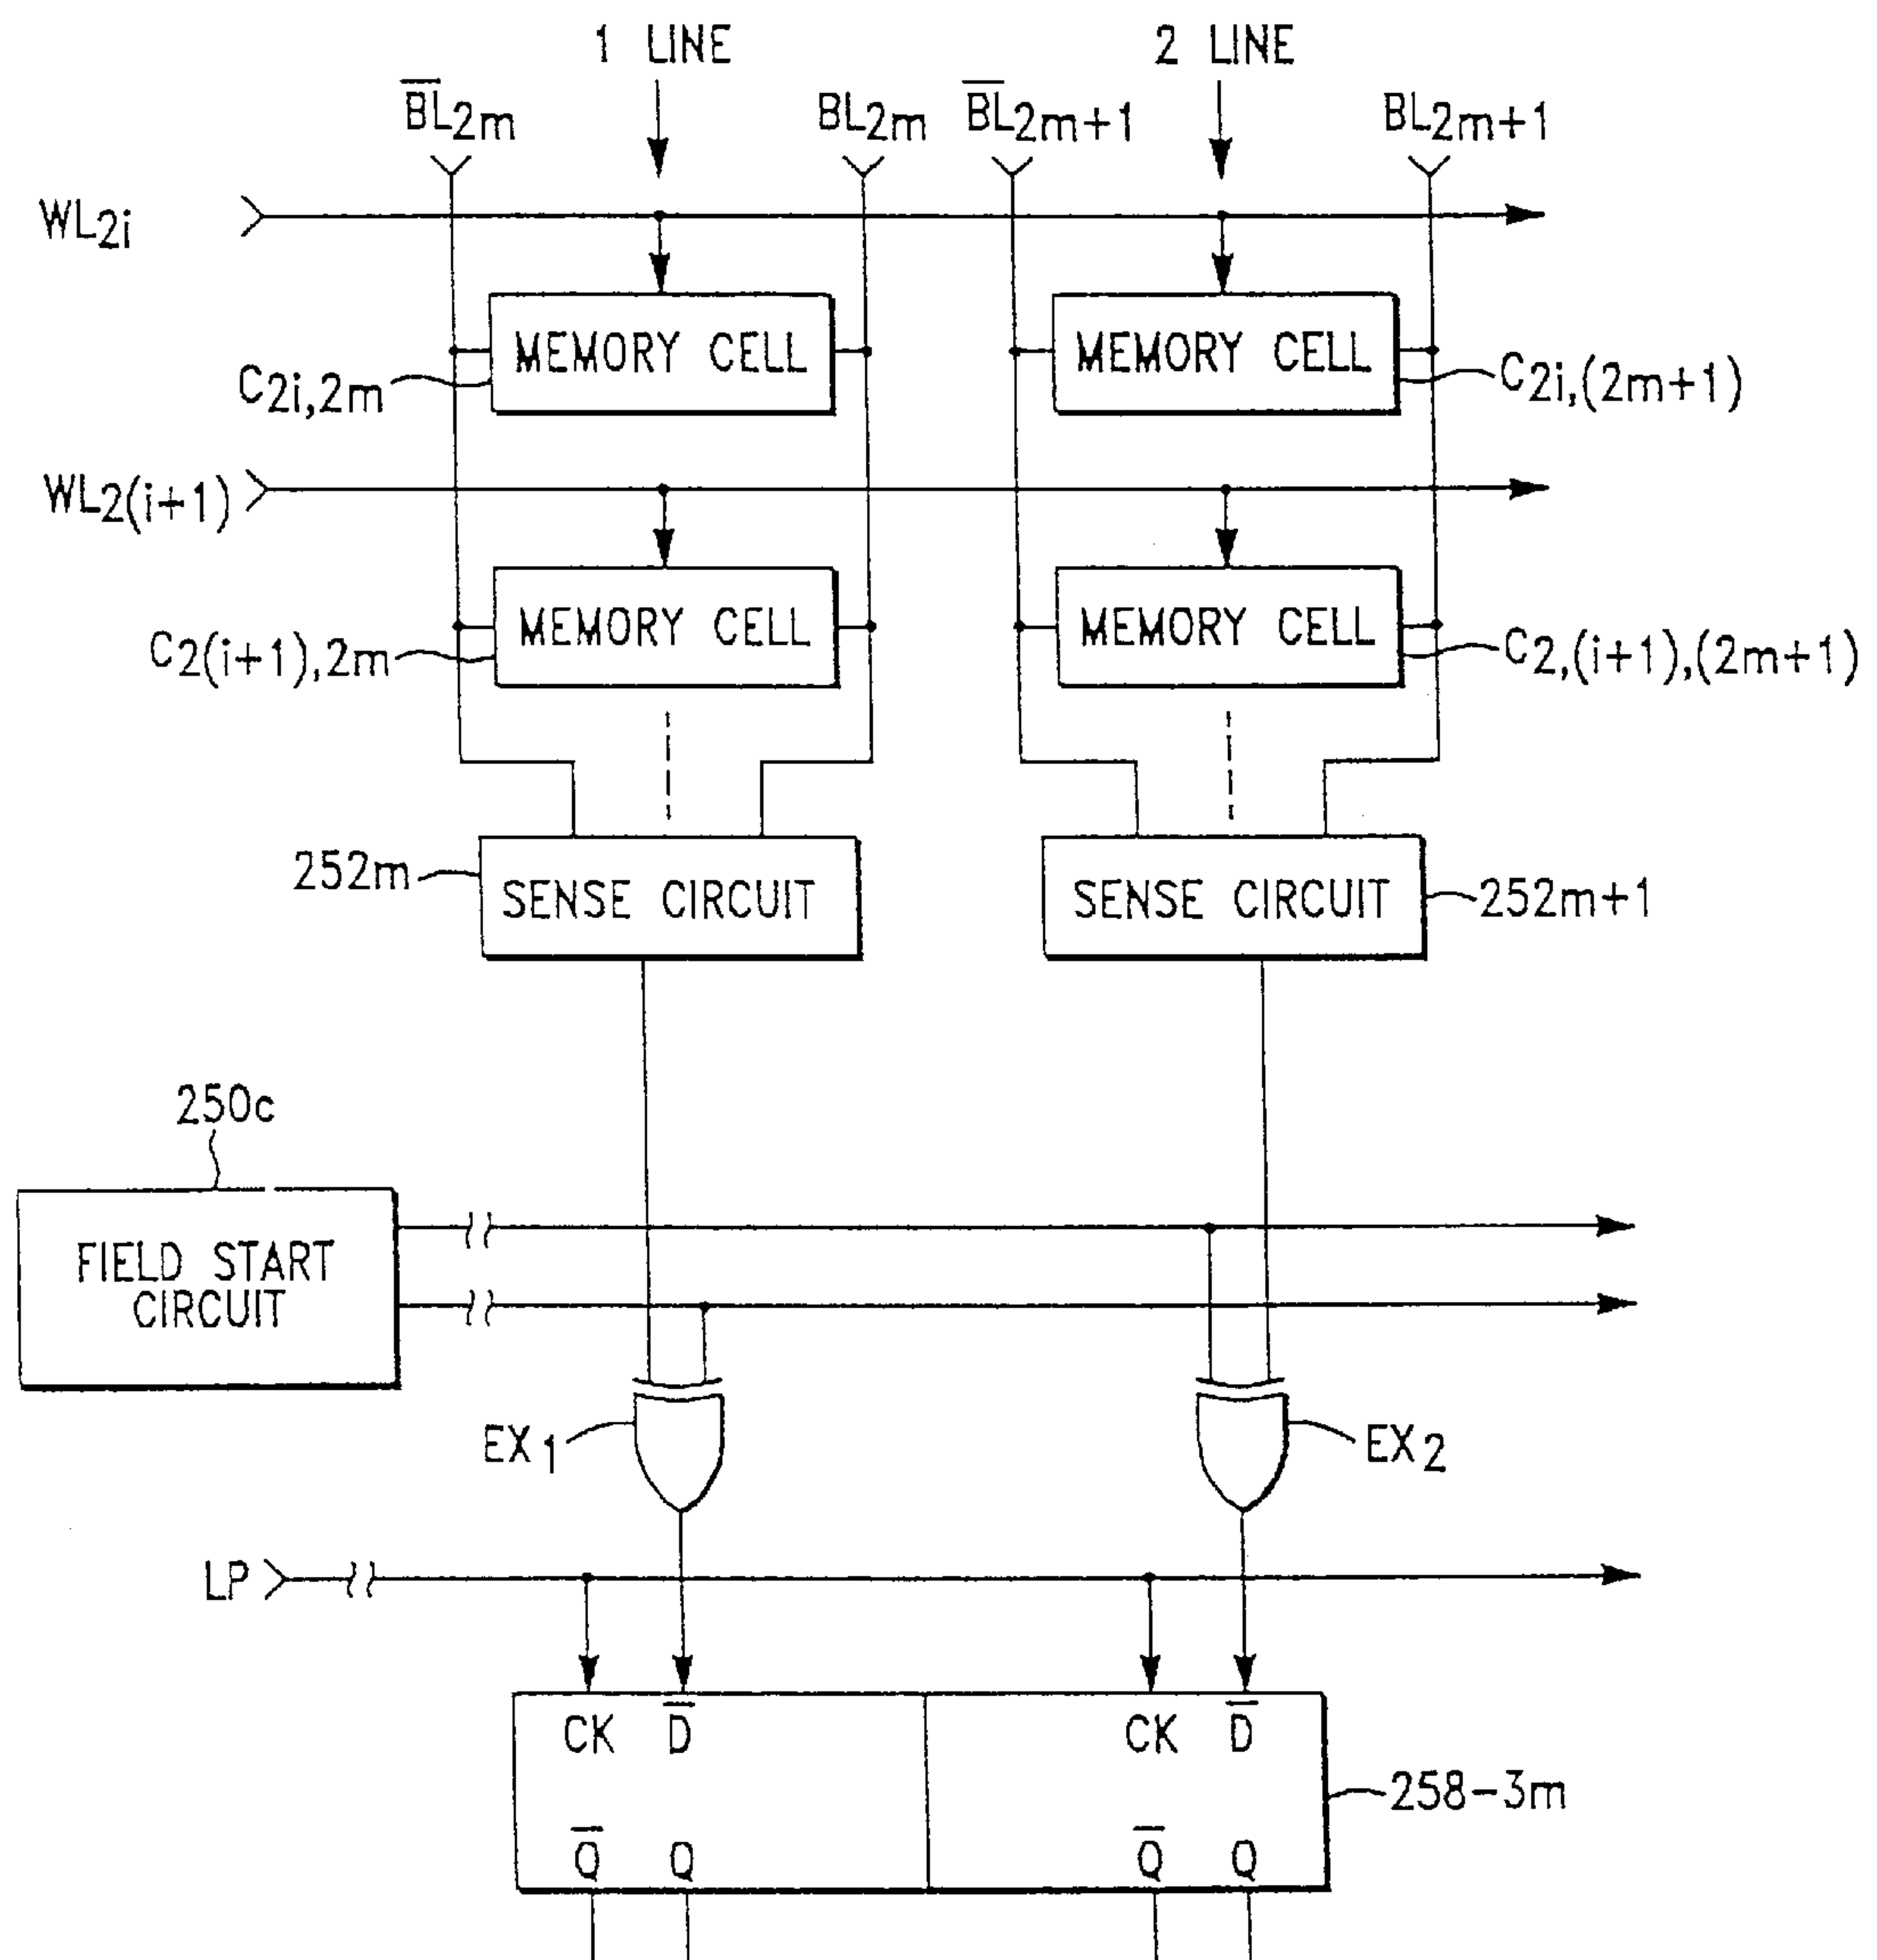 1 LINE 2 LINE
B̅L2m BL2m B̅L2m+1 BL2m+1
WL2i
MEMORY CELL MEMORY CELL
C2i,2m C2i,(2m+1)
WL2(i+1)
MEMORY CELL MEMORY CELL
C2(i+1),2m C2,(i+1),(2m+1)
252m SENSE CIRCUIT SENSE CIRCUIT 252m+1
250c
FIELD START
CIRCUIT
EX1 EX2
LP
CK D̅ CK D̅
258-3m
Q̅ Q Q̅ Q